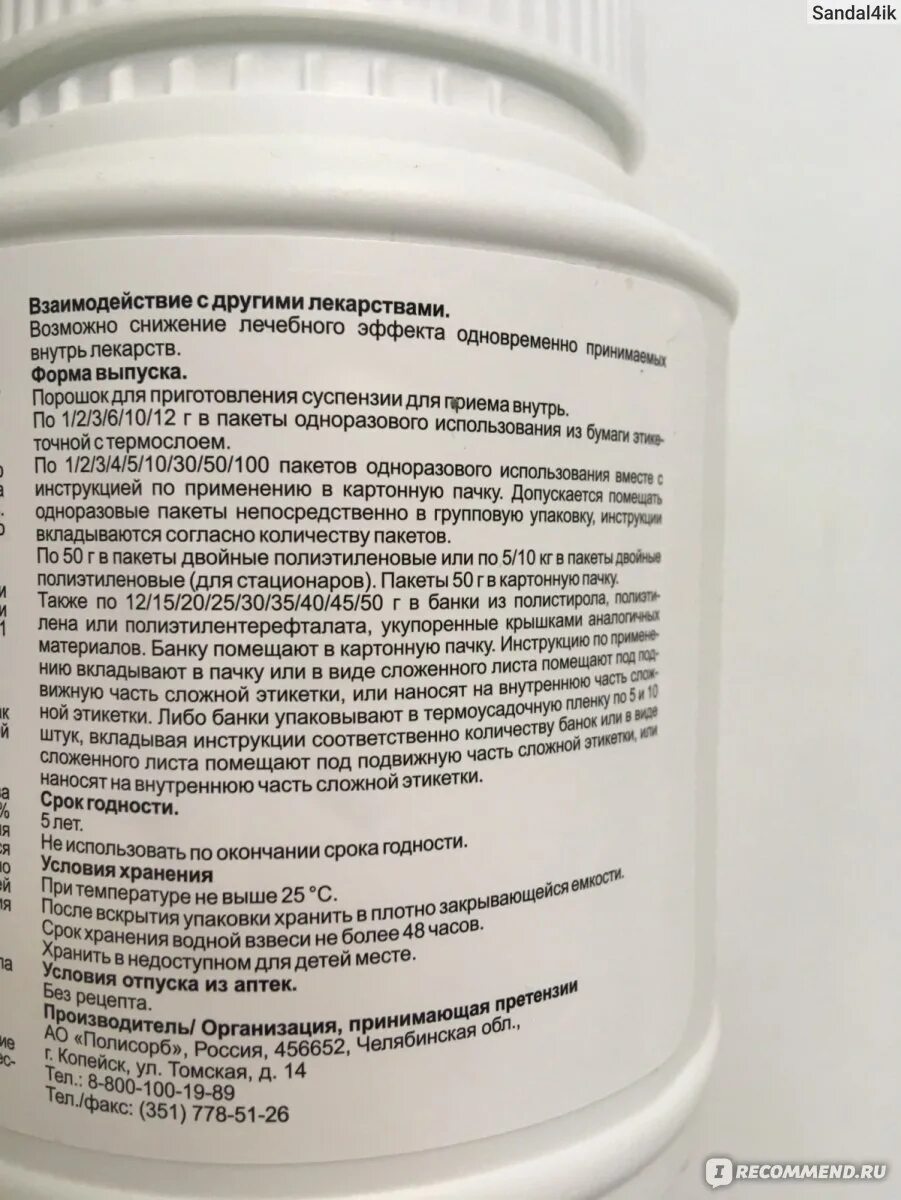 Sandal4ik
Взаимодействие с другими лекарствами.
Возможно снижение лечебного эффекта одновременно принимаемых
внутрь лекарств.
Форма выпуска.
Порошок для приготовления суспензии для приема внутрь.
По 1/2/3/6/10/12 г в пакеты одноразового использования из бумаги этике-
точной с термослоем.
По 1/2/3/4/5/10/30/50/100 пакетов одноразового использования вместе с
инструкцией по применению в картонную пачку. Допускается помещать
одноразовые пакеты непосредственно в групповую упаковку, инструкции
вкладываются согласно количеству пакетов.
По 50 г в пакеты двойные полиэтиленовые или по 5/10 кг в пакеты двойные
полиэтиленовые (для стационаров). Пакеты 50 г в картонную пачку.
Также по 12/15/20/25/30/35/40/45/50 г в банки из полистирола, полиэти-
лена или полиэтилентерефталата, укупоренные крышками аналогичных
материалов. Банку помещают в картонную пачку. Инструкцию по примене-
нию вкладывают в пачку или в виде сложенного листа помещают под под-
вижную часть сложной этикетки, или наносят на внутреннюю часть слож-
ной этикетки. Либо банки упаковывают в термоусадочную пленку по 5 и 10
штук, вкладывая инструкции соответственно количеству банок или в виде
сложенного листа помещают под подвижную часть сложной этикетки, или
наносят на внутреннюю часть сложной этикетки.
Срок годности.
5 лет.
Не использовать по окончании срока годности.
Условия хранения
При температуре не выше 25 °С.
После вскрытия упаковки хранить в плотно закрывающейся емкости.
Срок хранения водной взвеси не более 48 часов.
Хранить в недоступном для детей месте.
Условия отпуска из аптек.
Без рецепта.
Производитель/ Организация, принимающая претензии
АО «Полисорб», Россия, 456652, Челябинская обл.,
г. Копейск, ул. Томская, д. 14
Тел.: 8-800-100-19-89
Тел./факс: (351) 778-51-26
IRECOMMEND.RU